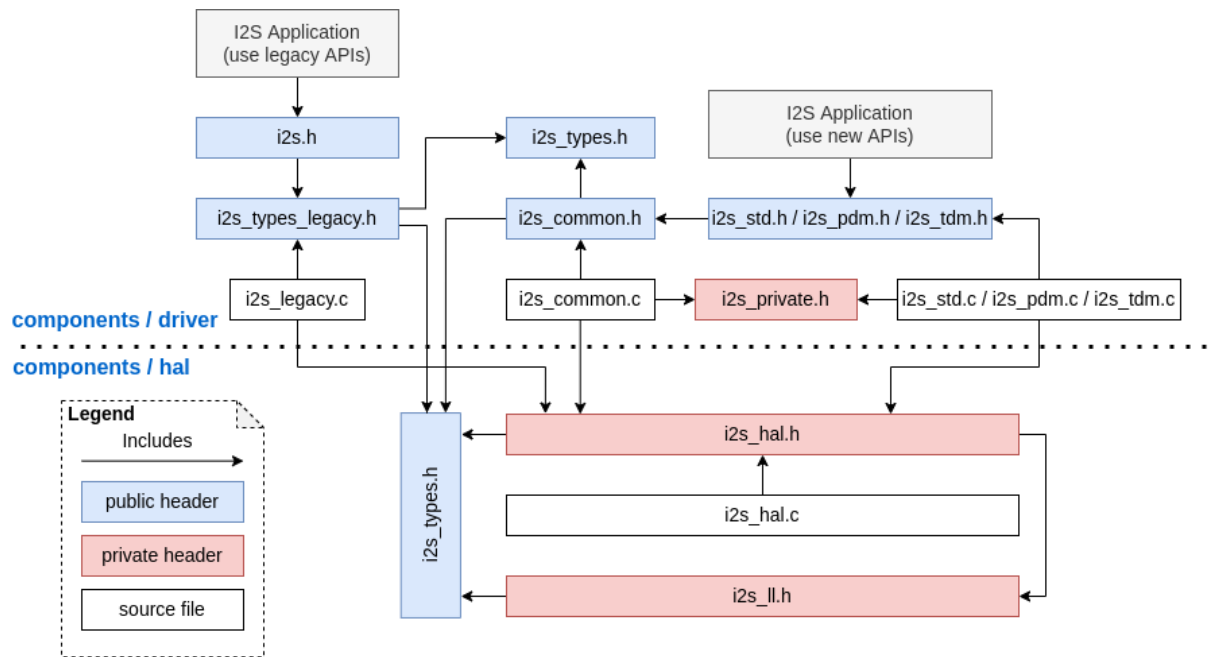 I2S Application
(use legacy APIs)
i2s.h
i2s_types.h
I2S Application
(use new APIs)
i2s_types_legacy.h
i2s_common.h
i2s_std.h / i2s_pdm.h / i2s_tdm.h
i2s_legacy.c
i2s_common.c
i2s_private.h
i2s_std.c / i2s_pdm.c / i2s_tdm.c
components / driver
components / hal
Legend
Includes
public header
private header
source file
i2s_types.h
i2s_hal.h
i2s_hal.c
i2s_ll.h